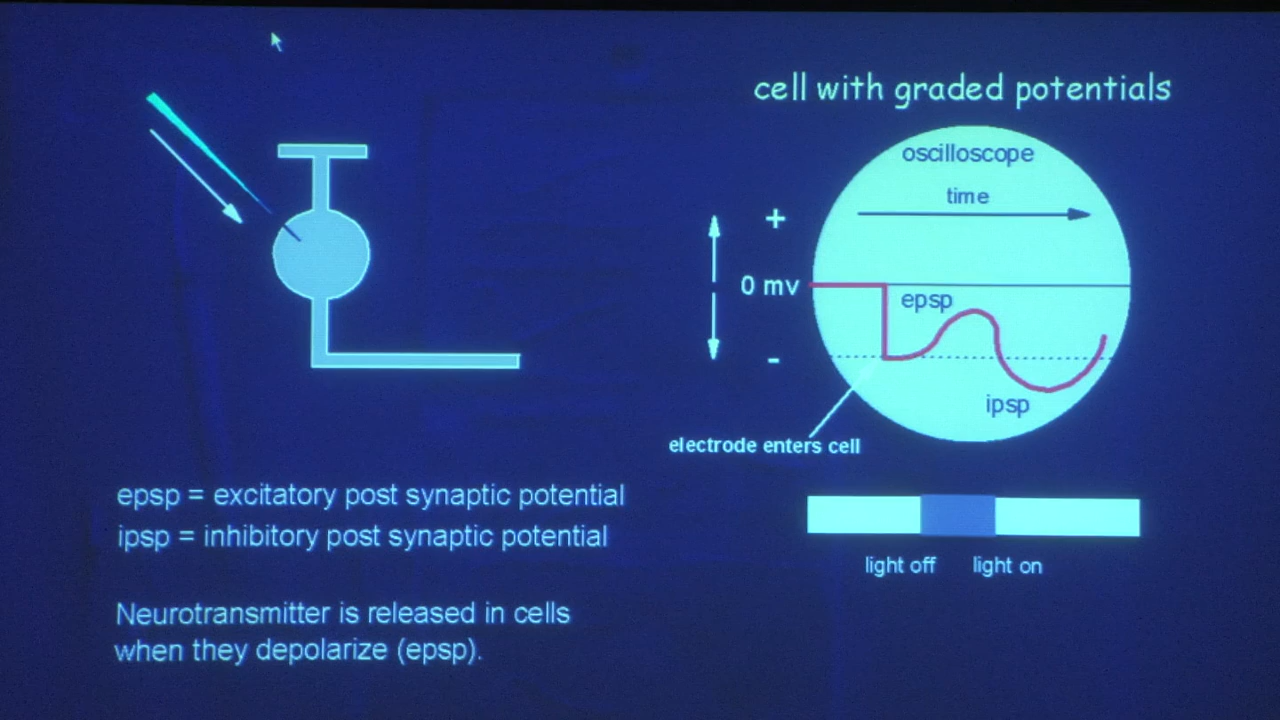 cell with graded potentials
oscilloscope
time
+
0 mv
epsp
-
ipsp
electrode enters cell
epsp = excitatory post synaptic potential
ipsp = inhibitory post synaptic potential
light off light on
Neurotransmitter is released in cells
when they depolarize (epsp).